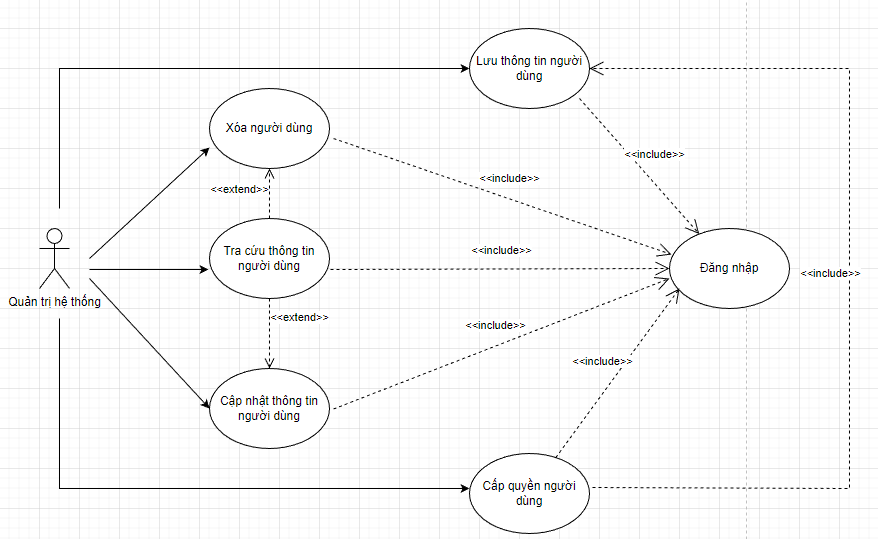 Lưu thông tin người
dùng
Xóa người dùng
<<include>>
<<include>>
<<extend>>
Tra cứu thông tin
người dùng
<<include>>
Đăng nhập
<<include>>
Quản trị hệ thống
<<extend>>
<<include>>
<<include>>
Cập nhật thông tin
người dùng
Cấp quyền người
dùng